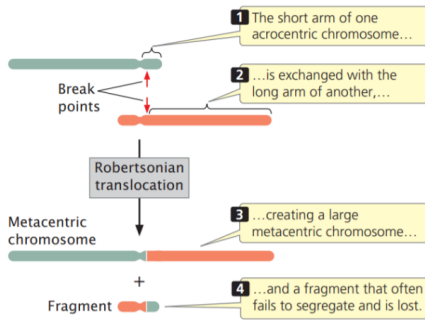 1 The short arm of one
acrocentric chromosome…
2 …is exchanged with the
long arm of another,…
Break
points
Robertsonian
translocation
3 …creating a large
metacentric chromosome…
Metacentric
chromosome
+
4 …and a fragment that often
fails to segregate and is lost.
Fragment